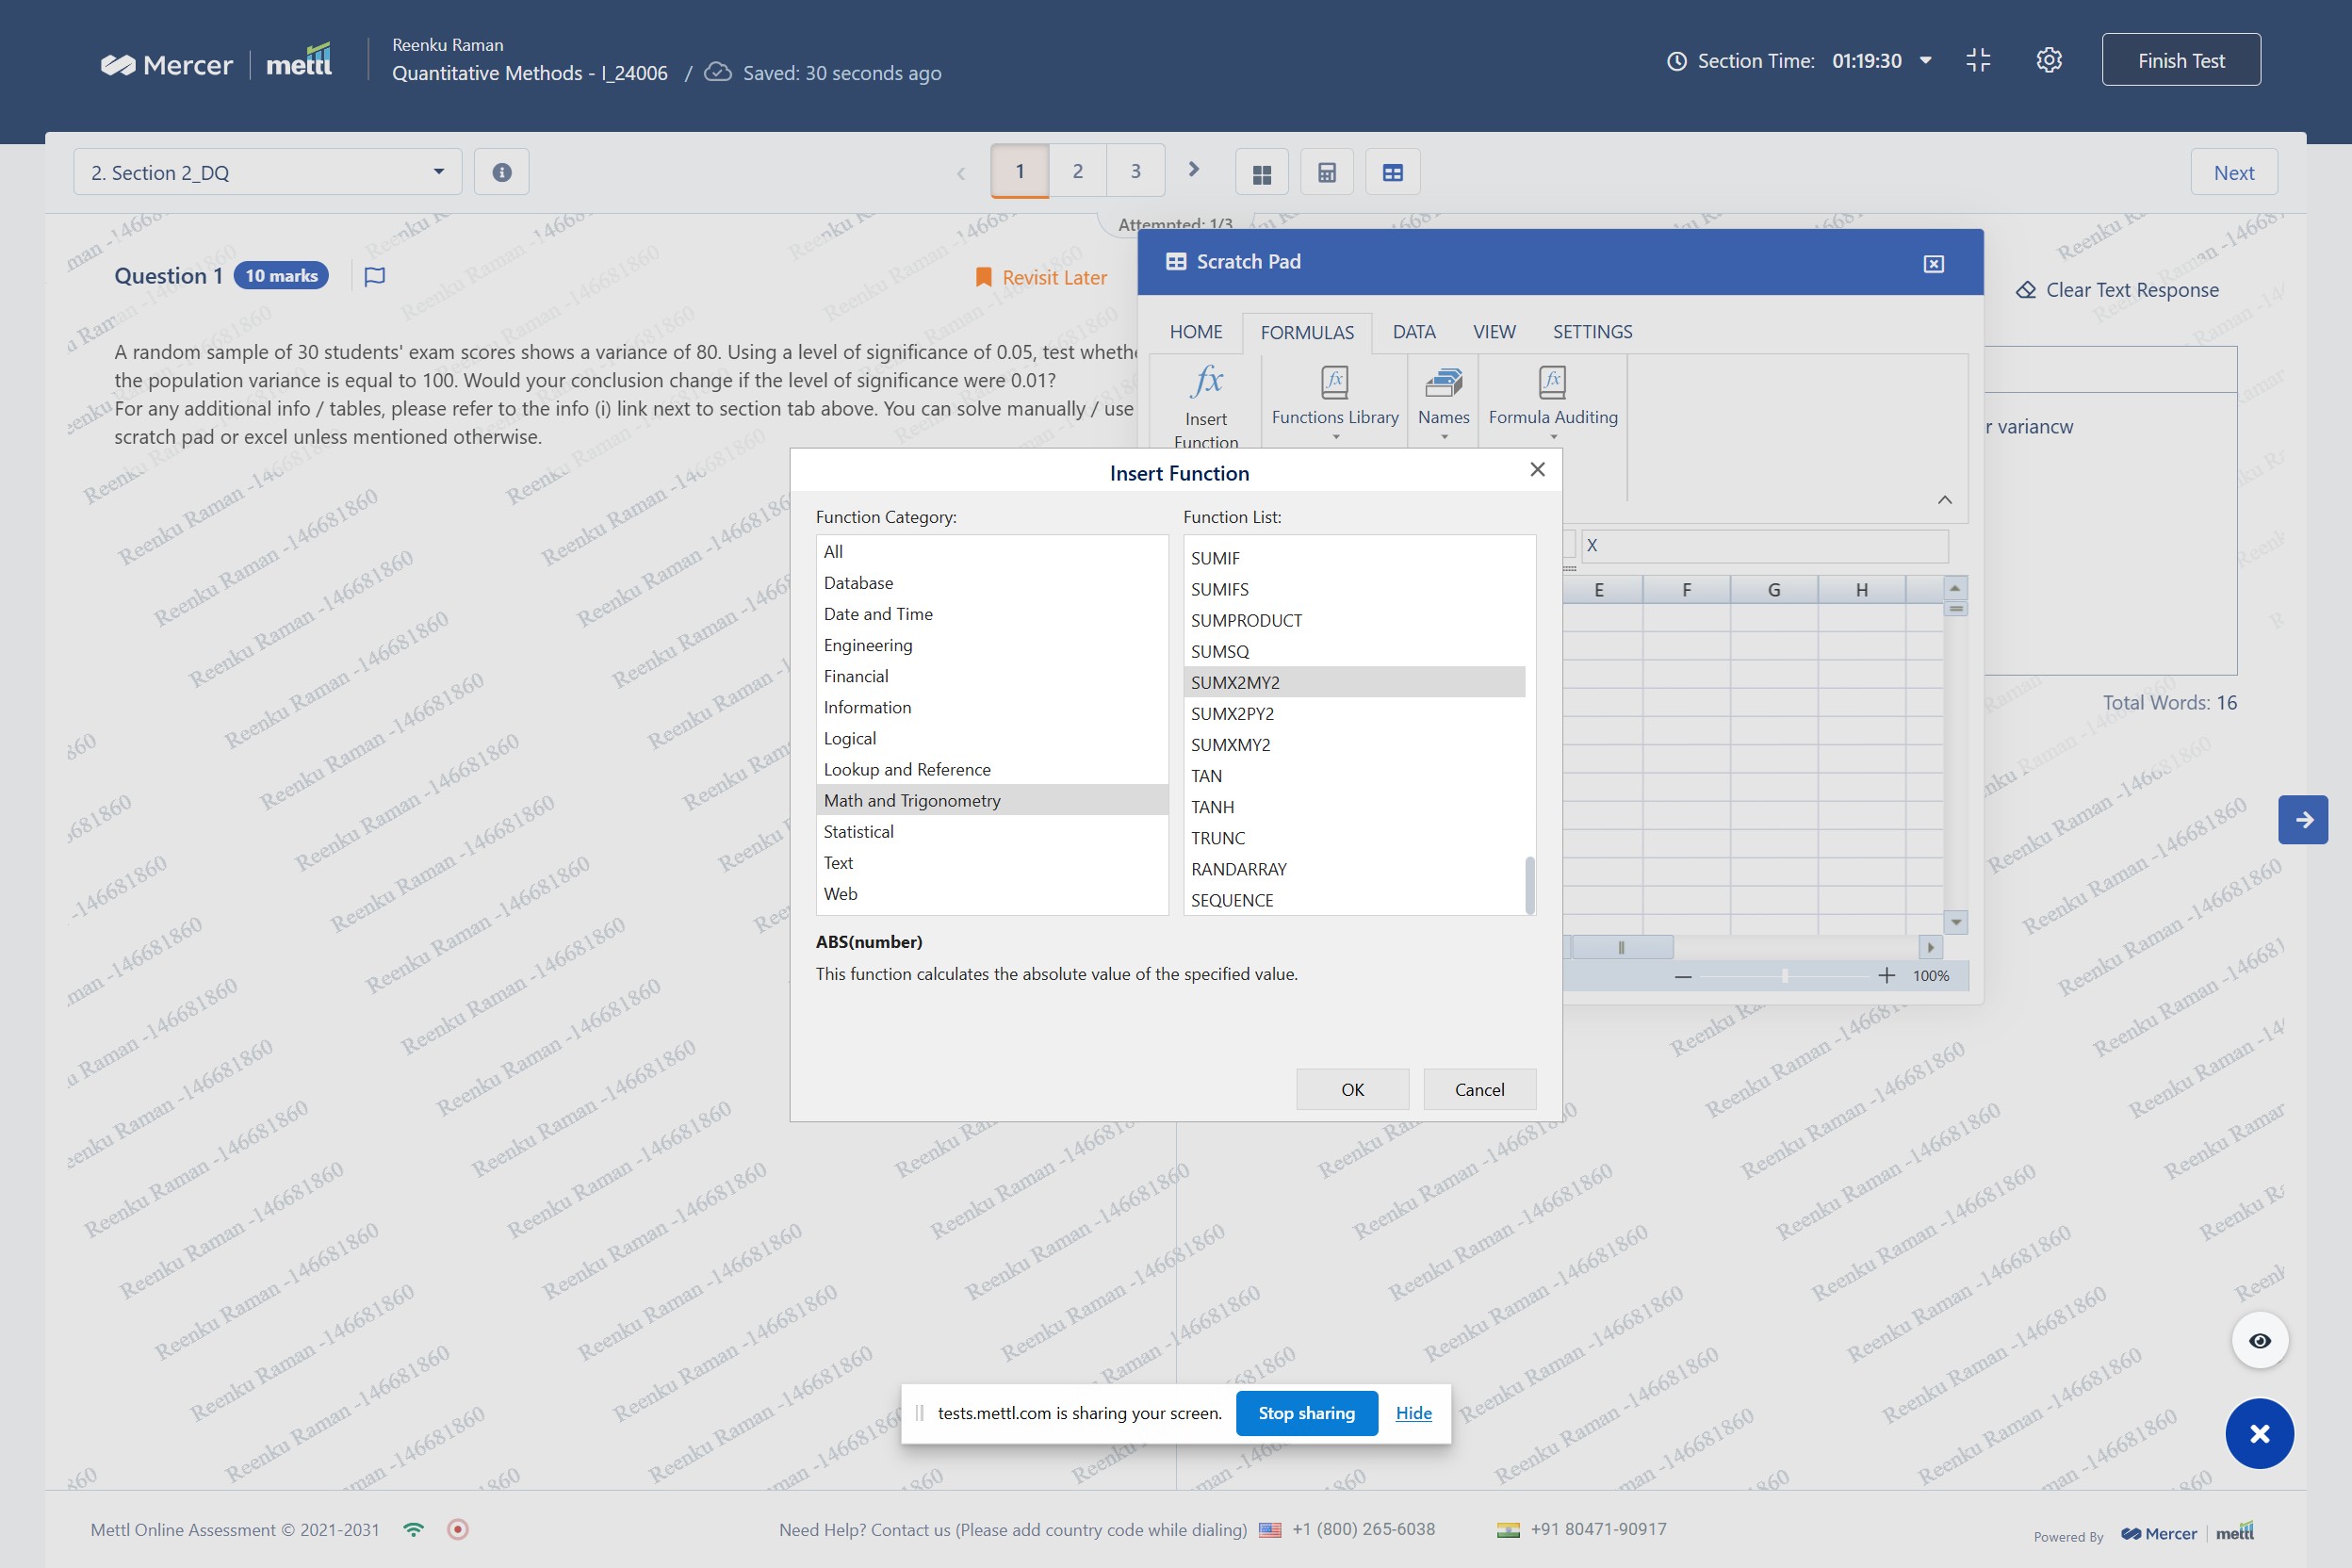 Mercer
mettl
Reenku Raman
Quantitative Methods - I_24006 / Saved: 30 seconds ago
Section Time: 01:19:30
Finish Test
2. Section 2_DQ
1
2
3
Next
Attempted: 1/3
Question 1
10 marks
Revisit Later
Scratch Pad
Clear Text Response
HOME
FORMULAS
DATA
VIEW
SETTINGS
A random sample of 30 students' exam scores shows a variance of 80. Using a level of significance of 0.05, test
the population variance is equal to 100. Would your conclusion change if the level of significance were 0.01?
For any additional info / tables, please refer to the info (i) link next to section tab above. You can solve manually / use
scratch pad or excel unless mentioned otherwise.
fx
Insert
Function
Functions Library
Names
Formula Auditing
variancw
Insert Function
Function Category:
Function List:
All
Database
Date and Time
Engineering
Financial
Information
Logical
Lookup and Reference
Math and Trigonometry
Statistical
Text
Web
SUMIF
SUMIFS
SUMPRODUCT
SUMSQ
SUMX2MY2
SUMX2PY2
SUMXMY2
TAN
TANH
TRUNC
RANDARRAY
SEQUENCE
X
E
F
G
H
Total Words: 16
ABS(number)
This function calculates the absolute value of the specified value.
100%
OK
Cancel
Reenku Raman -146681860
tests.mettl.com is sharing your screen.
Stop sharing
Hide
Mettl Online Assessment © 2021-2031
Need Help? Contact us (Please add country code while dialing)
+1 (800) 265-6038
+91 80471-90917
Powered By
Mercer
mettl